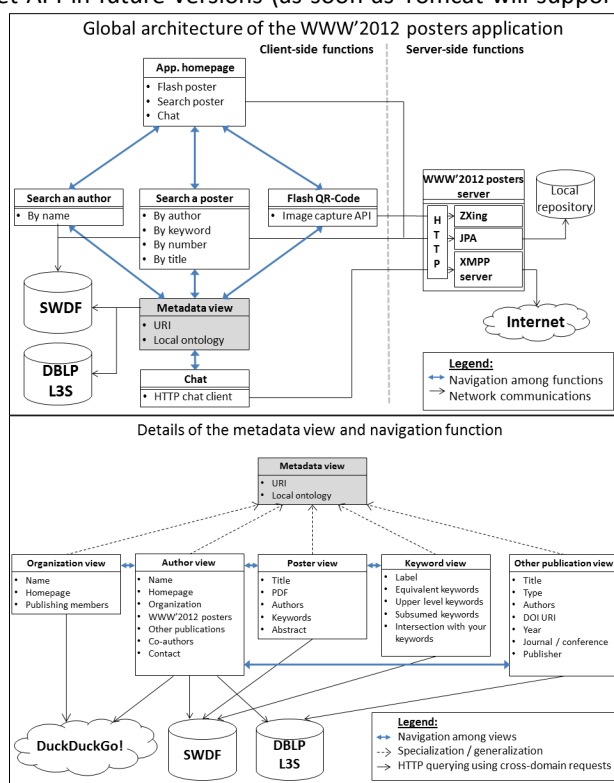 et API in future versions (as soon as Tomcat will suppor
Global architecture of the WWW'2012 posters application
Client-side functions
Server-side functions
App. homepage
• Flash poster
• Search poster
• Chat
Search an author
• By name
Search a poster
• By author
• By keyword
• By number
• By title
Flash QR-Code
• Image capture API
WWW'2012 posters
server
HTTP
ZXing
JPA
XMPP
server
Local
repository
SWDF
Metadata view
• URI
• Local ontology
Internet
DBLP
L3S
Chat
• HTTP chat client
Legend:
Navigation among functions
Network communications
Details of the metadata view and navigation function
Metadata view
• URI
• Local ontology
Organization view
• Name
• Homepage
• Publishing members
Author view
• Name
• Homepage
• Organization
• WWW'2012 posters
• Other publications
• Co-authors
• Contact
Poster view
• Title
• PDF
• Authors
• Keywords
• Abstract
Keyword view
• Label
• Equivalent keywords
• Upper level keywords
• Subsumed keywords
• Intersection with your
keywords
Other publication view
• Title
• Type
• Authors
• DOI URI
• Year
• Journal / conference
• Publisher
DuckDuckGo!
SWDF
DBLP
L3S
Legend:
Navigation among views
Specialization / generalization
HTTP querying using cross-domain requests